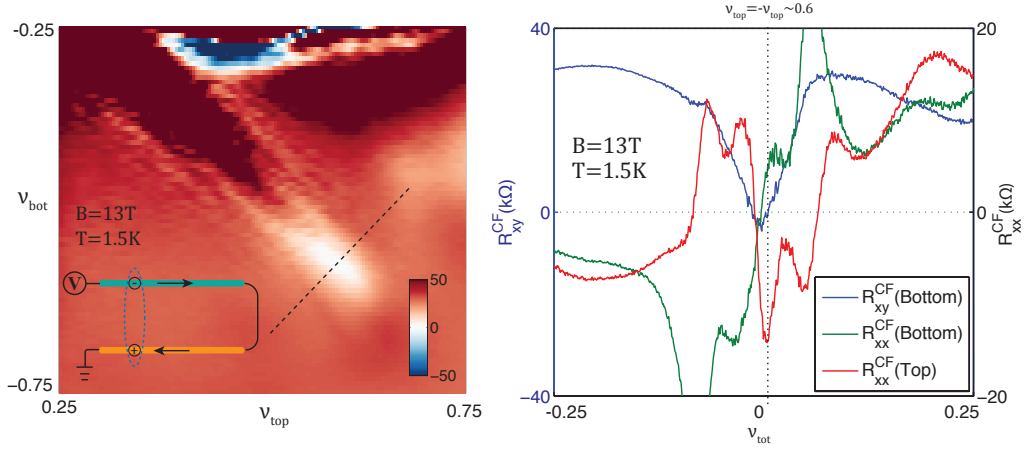 -0.25
ν_bot
B=13T
T=1.5K
V
-
+
50
0
−50
−0.75
0.25
ν_top
0.75
ν_top=-ν_top~0.6
40
20
B=13T
T=1.5K
R_xy^CF(kΩ)
0
0
R_xx^CF(kΩ)
R_xy^CF(Bottom)
R_xx^CF(Bottom)
R_xx^CF(Top)
−40
-20
-0.25
0
0.25
ν_tot